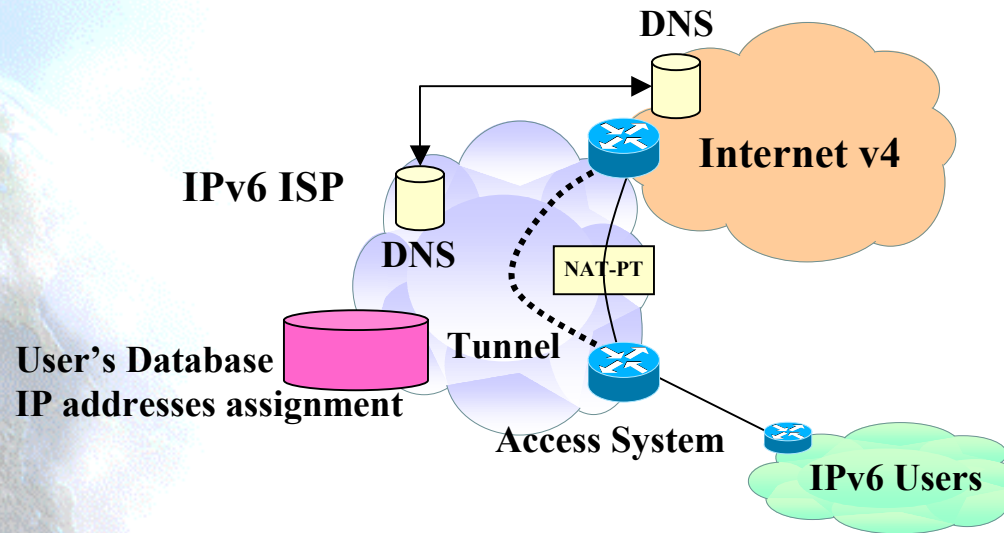 DNS
Internet v4
IPv6 ISP
DNS
NAT-PT
Tunnel
User’s Database
IP addresses assignment
Access System
IPv6 Users